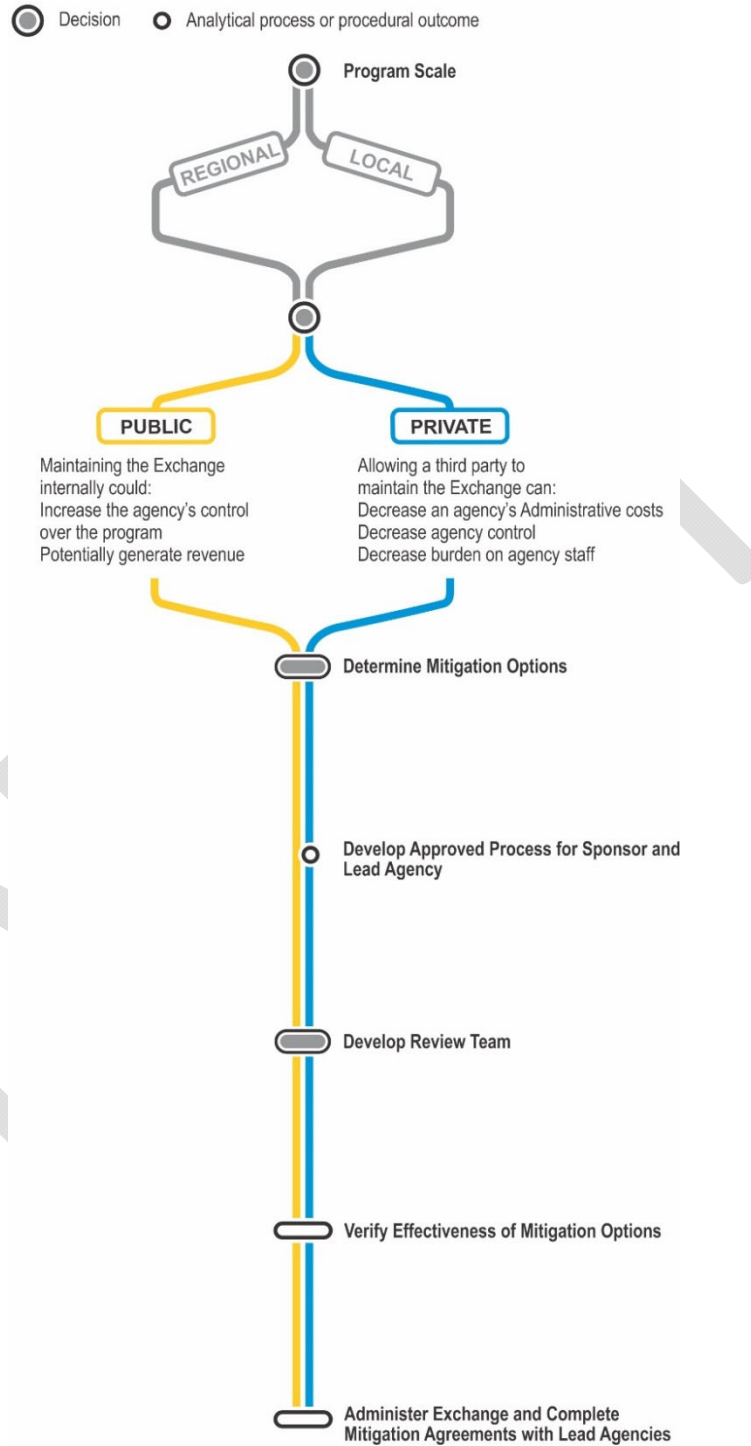 Decision
Analytical process or procedural outcome
Program Scale
REGIONAL
LOCAL
PUBLIC
Maintaining the Exchange
internally could:
Increase the agency's control
over the program
Potentially generate revenue
PRIVATE
Allowing a third party to
maintain the Exchange can:
Decrease an agency's Administrative costs
Decrease agency control
Decrease burden on agency staff
Determine Mitigation Options
Develop Approved Process for Sponsor and
Lead Agency
Develop Review Team
Verify Effectiveness of Mitigation Options
Administer Exchange and Complete
Mitigation Agreements with Lead Agencies